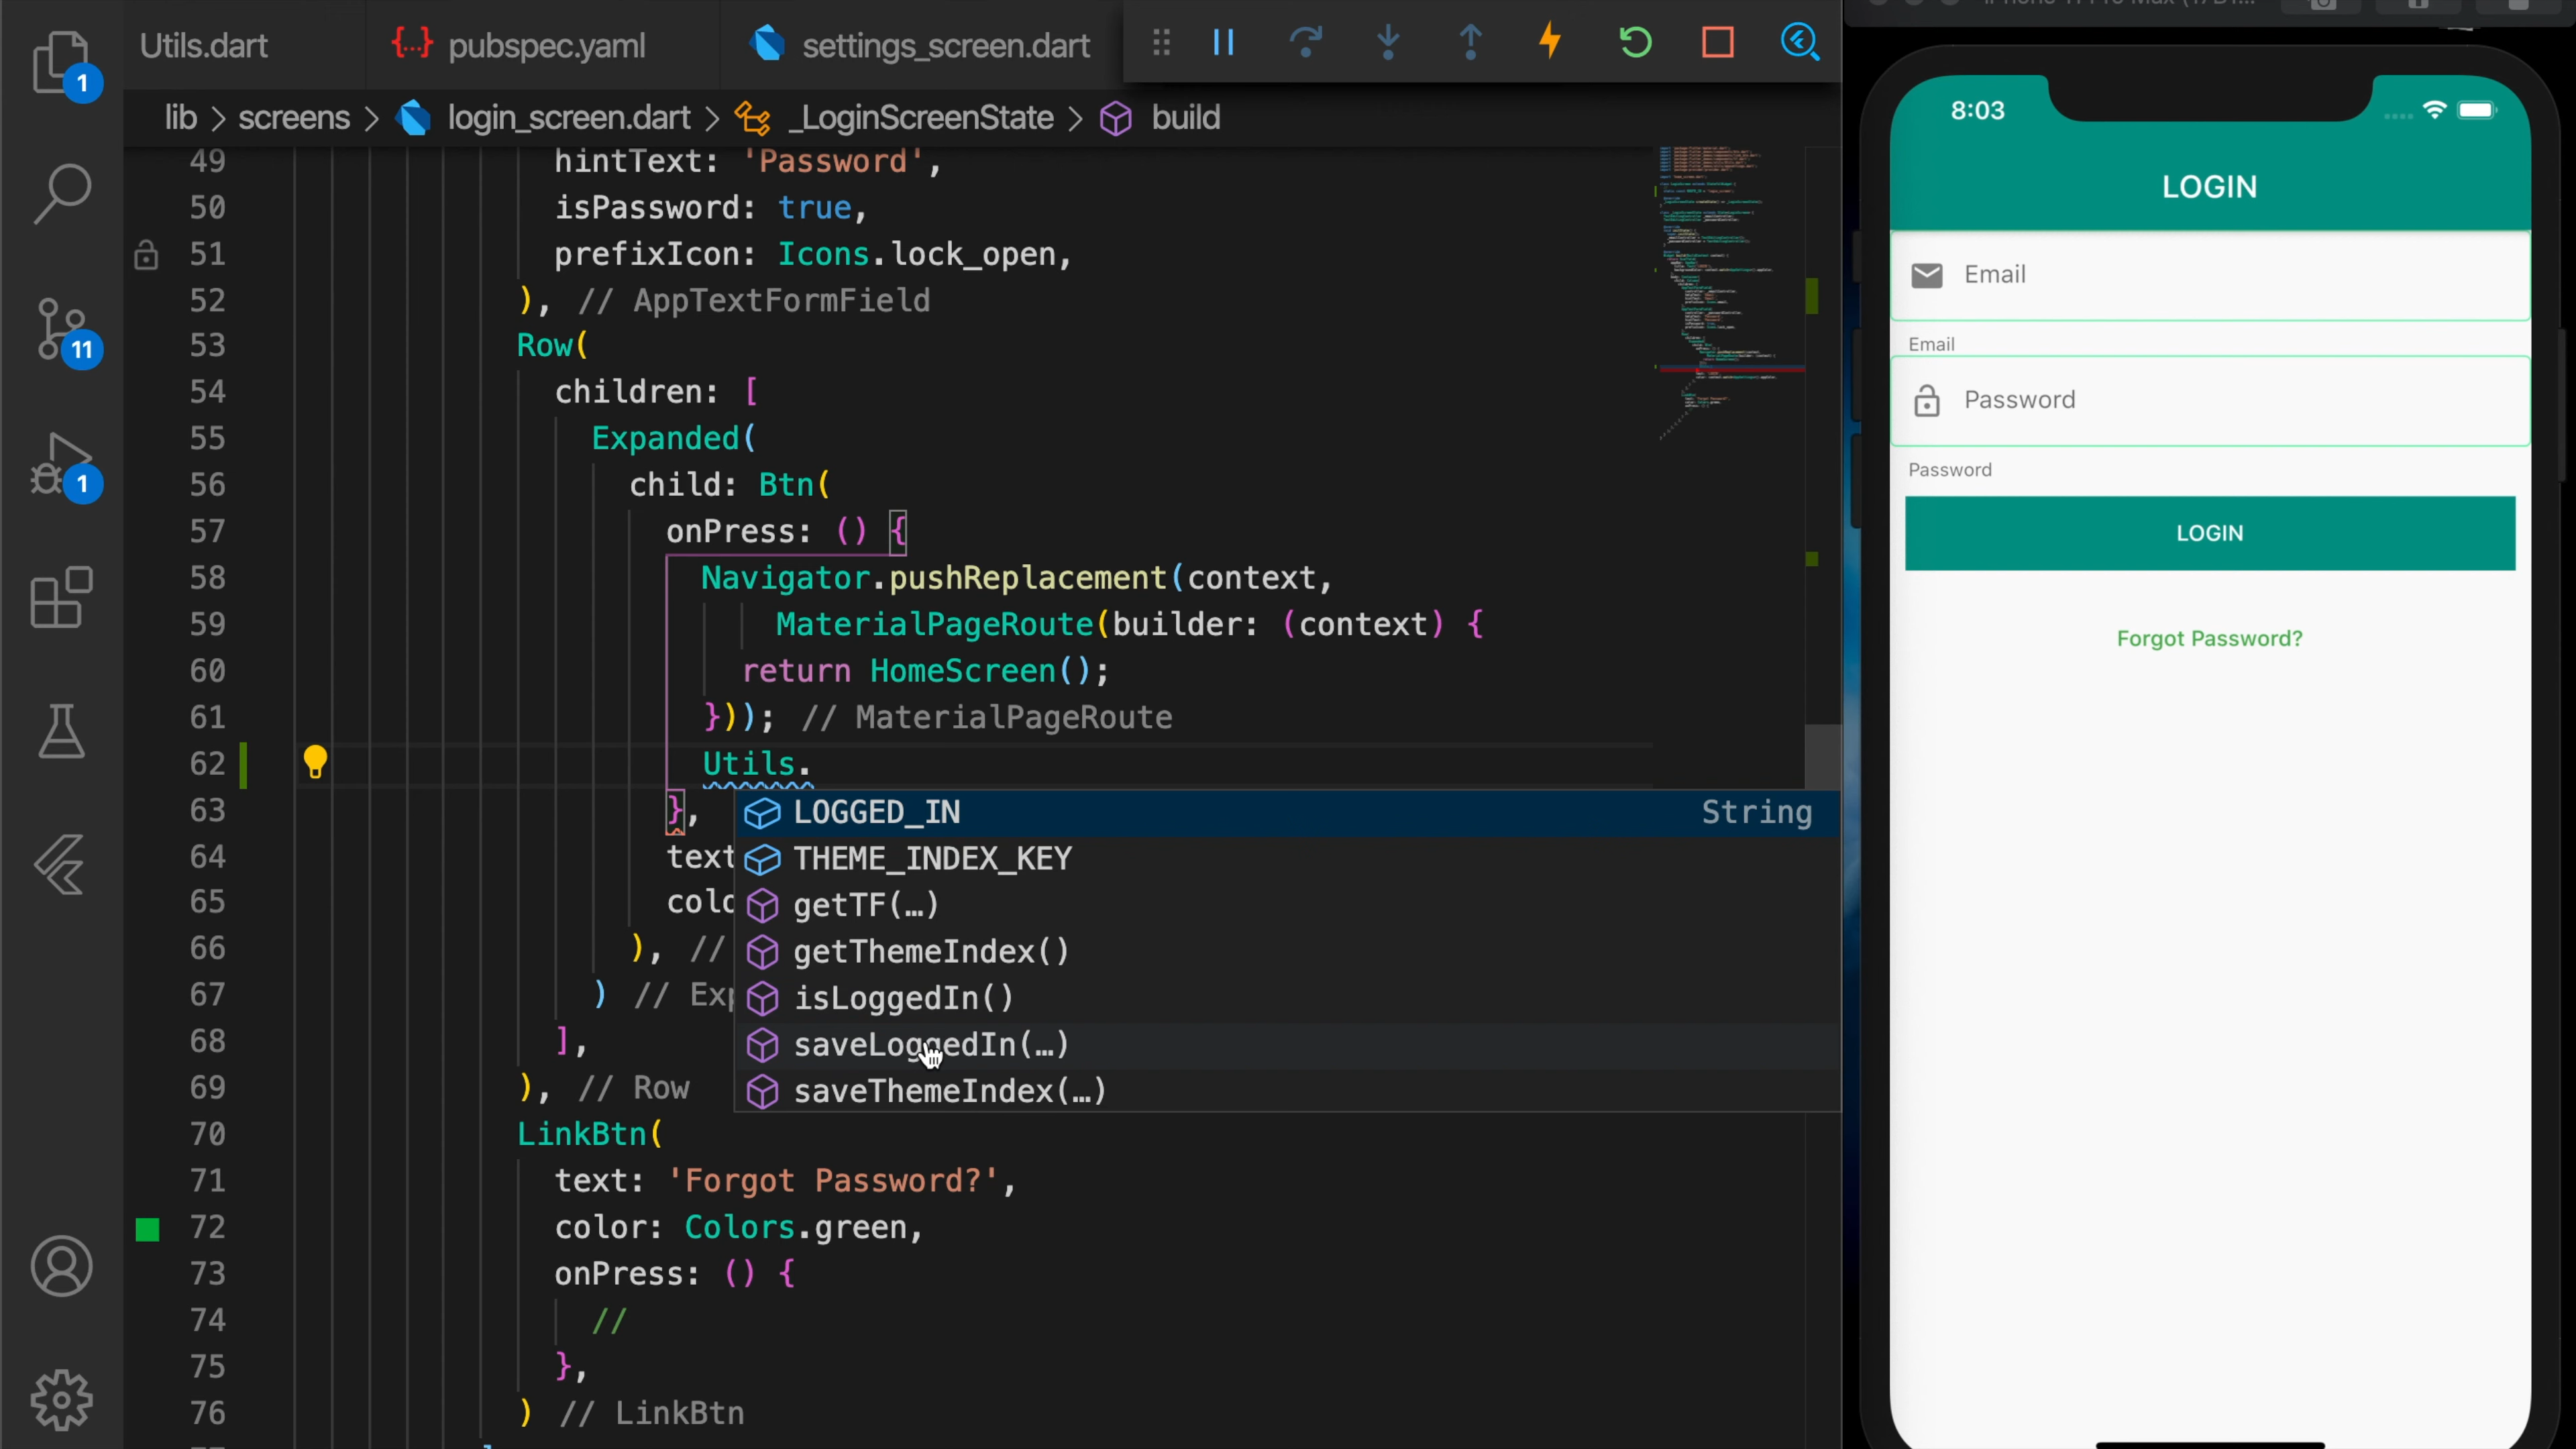 Utils.dart
{...} pubspec.yaml
settings_screen.dart
lib > screens > login_screen.dart > _LoginScreenState > build
1
11
1
49 hintText: 'Password',
50 isPassword: true,
51 prefixIcon: Icons.lock_open,
52 ), // AppTextFormField
53 Row(
54 children: [
55 Expanded(
56 child: Btn(
57 onPress: () {
58 Navigator.pushReplacement(context,
59 MaterialPageRoute(builder: (context) {
60 return HomeScreen();
61 })); // MaterialPageRoute
62 Utils.
63 },
64 text
65 colo
66 ), //
67 ) // Exp
68 ],
69 ), // Row
70 LinkBtn(
71 text: 'Forgot Password?',
72 color: Colors.green,
73 onPress: () {
74 //
75 },
76 ) // LinkBtn
LOGGED_IN String
THEME_INDEX_KEY
getTF(…)
getThemeIndex()
isLoggedIn()
saveLoggedIn(…)
saveThemeIndex(…)
8:03
LOGIN
Email
Email
Password
Password
LOGIN
Forgot Password?